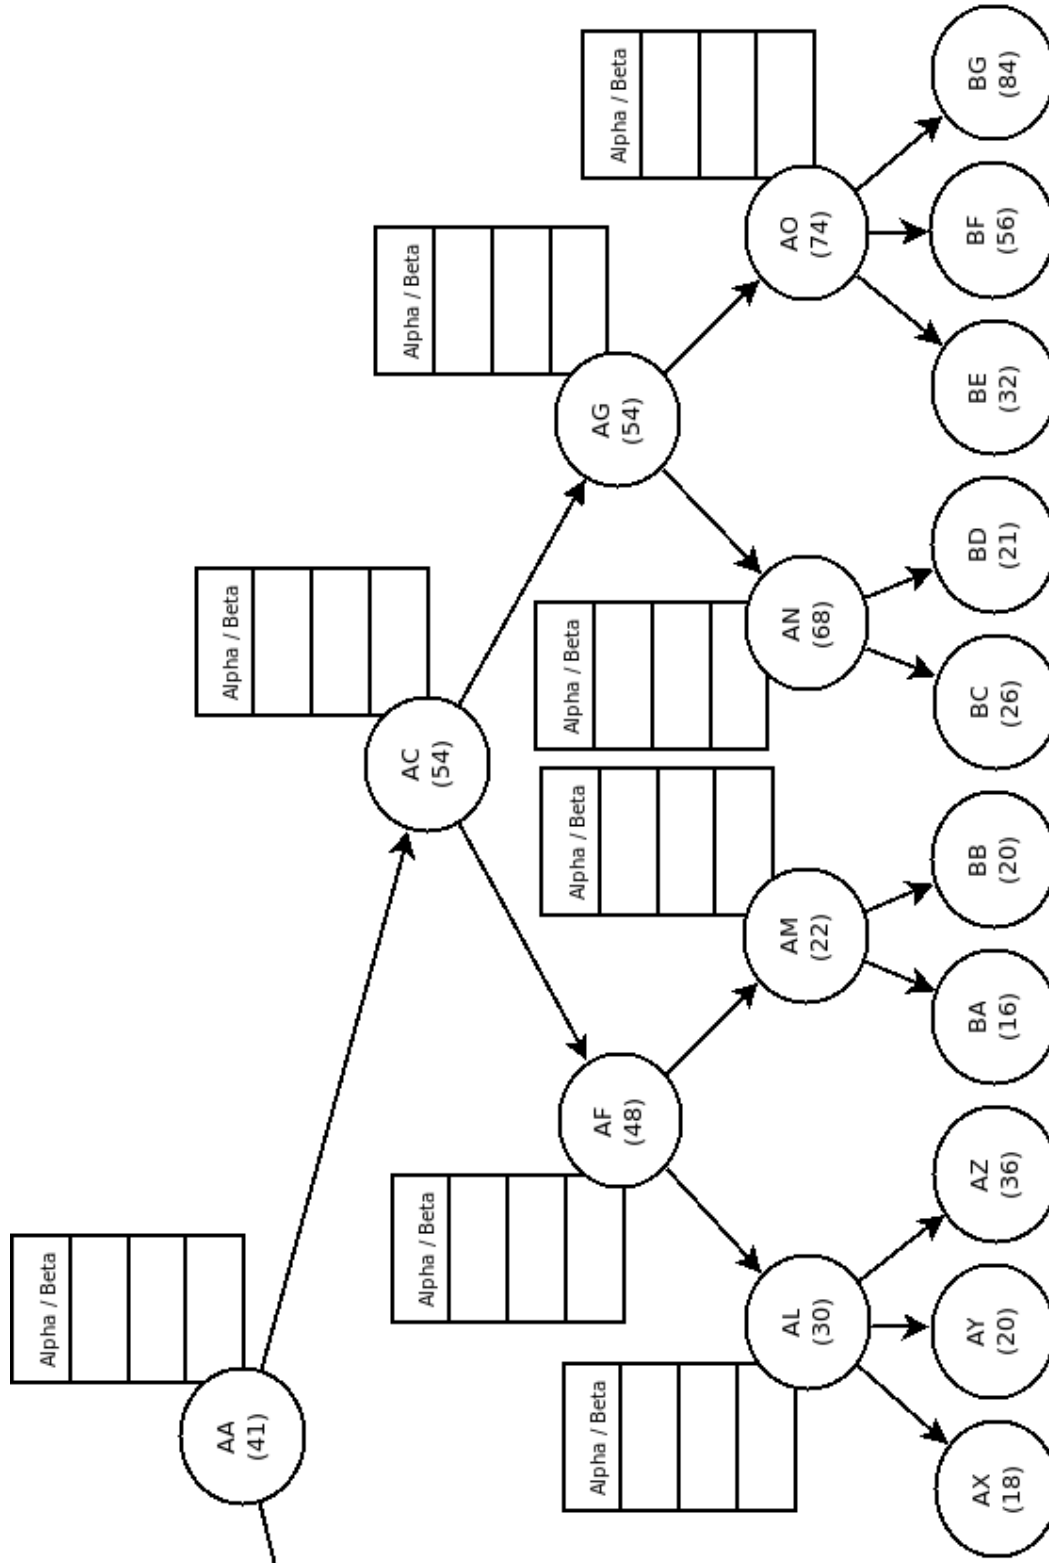 Alpha / Beta
AA
(41)
Alpha / Beta
AC
(54)
Alpha / Beta
AF
(48)
Alpha / Beta
AG
(54)
Alpha / Beta
AL
(30)
Alpha / Beta
AM
(22)
Alpha / Beta
AN
(68)
Alpha / Beta
AO
(74)
AX
(18)
AY
(20)
AZ
(36)
BA
(16)
BB
(20)
BC
(26)
BD
(21)
BE
(32)
BF
(56)
BG
(84)